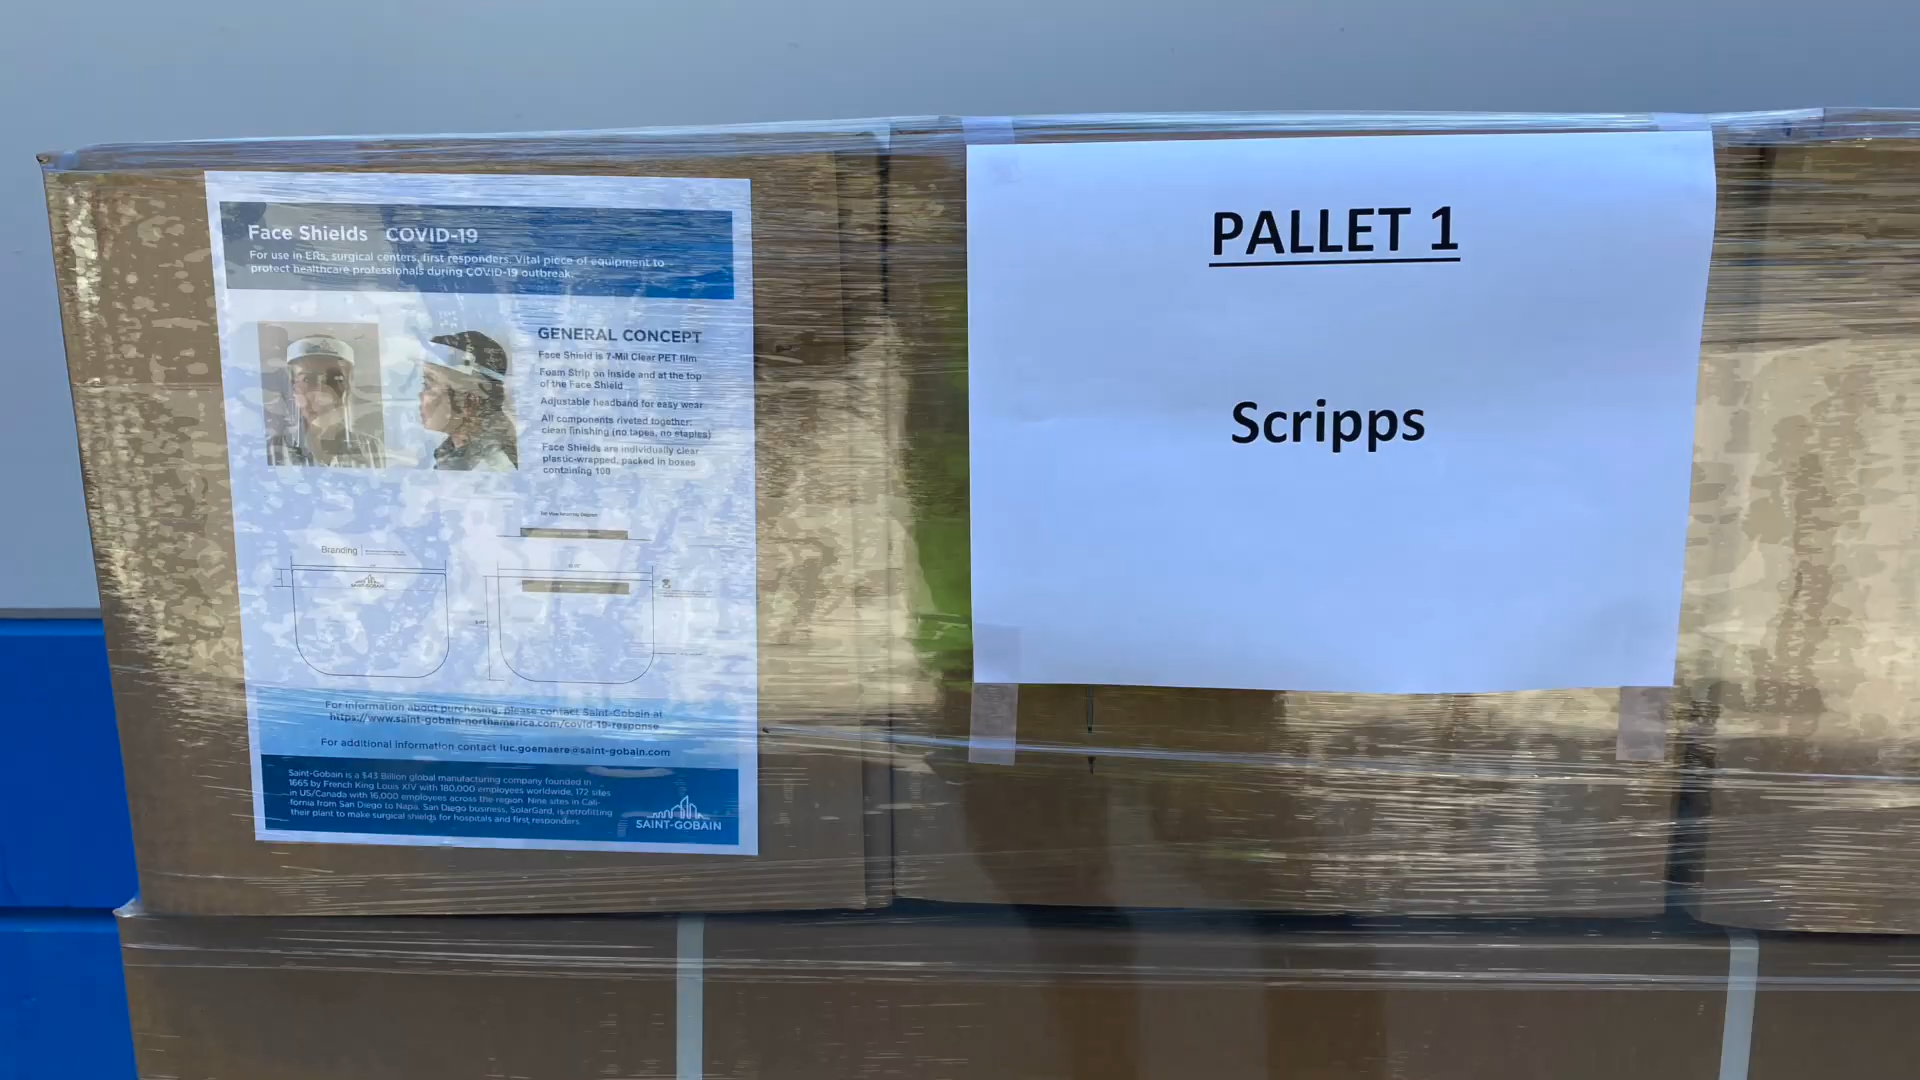 Face Shields COVID-19
For use in ERs, surgical centers, first responders. Vital piece of equipment to
protect healthcare professionals during COVID-19 outbreak.
GENERAL CONCEPT
Face Shield is 7-Mil Clear PET film
Foam Strip on inside and at the top
of the Face Shield
Adjustable headband for easy wear
All components riveted together:
clean finishing (no tapes, no staples)
Face Shields are individually clear
plastic-wrapped, packed in boxes
containing 100
Branding
SAINT-GOBAIN
For information about purchasing, please contact Saint-Gobain at
https://www.saint-gobain-northamerica.com/covid-19-response
For additional information contact luc.goemaere@saint-gobain.com
Saint-Gobain is a $43 Billion global manufacturing company founded in
1665 by French King Louis XIV with 180,000 employees worldwide, 172 sites
in US/Canada with 16,000 employees across the region. Nine sites in Cali-
fornia from San Diego to Napa. San Diego business, SolarGard, is retrofitting
their plant to make surgical shields for hospitals and first responders.
SAINT-GOBAIN
PALLET 1
Scripps